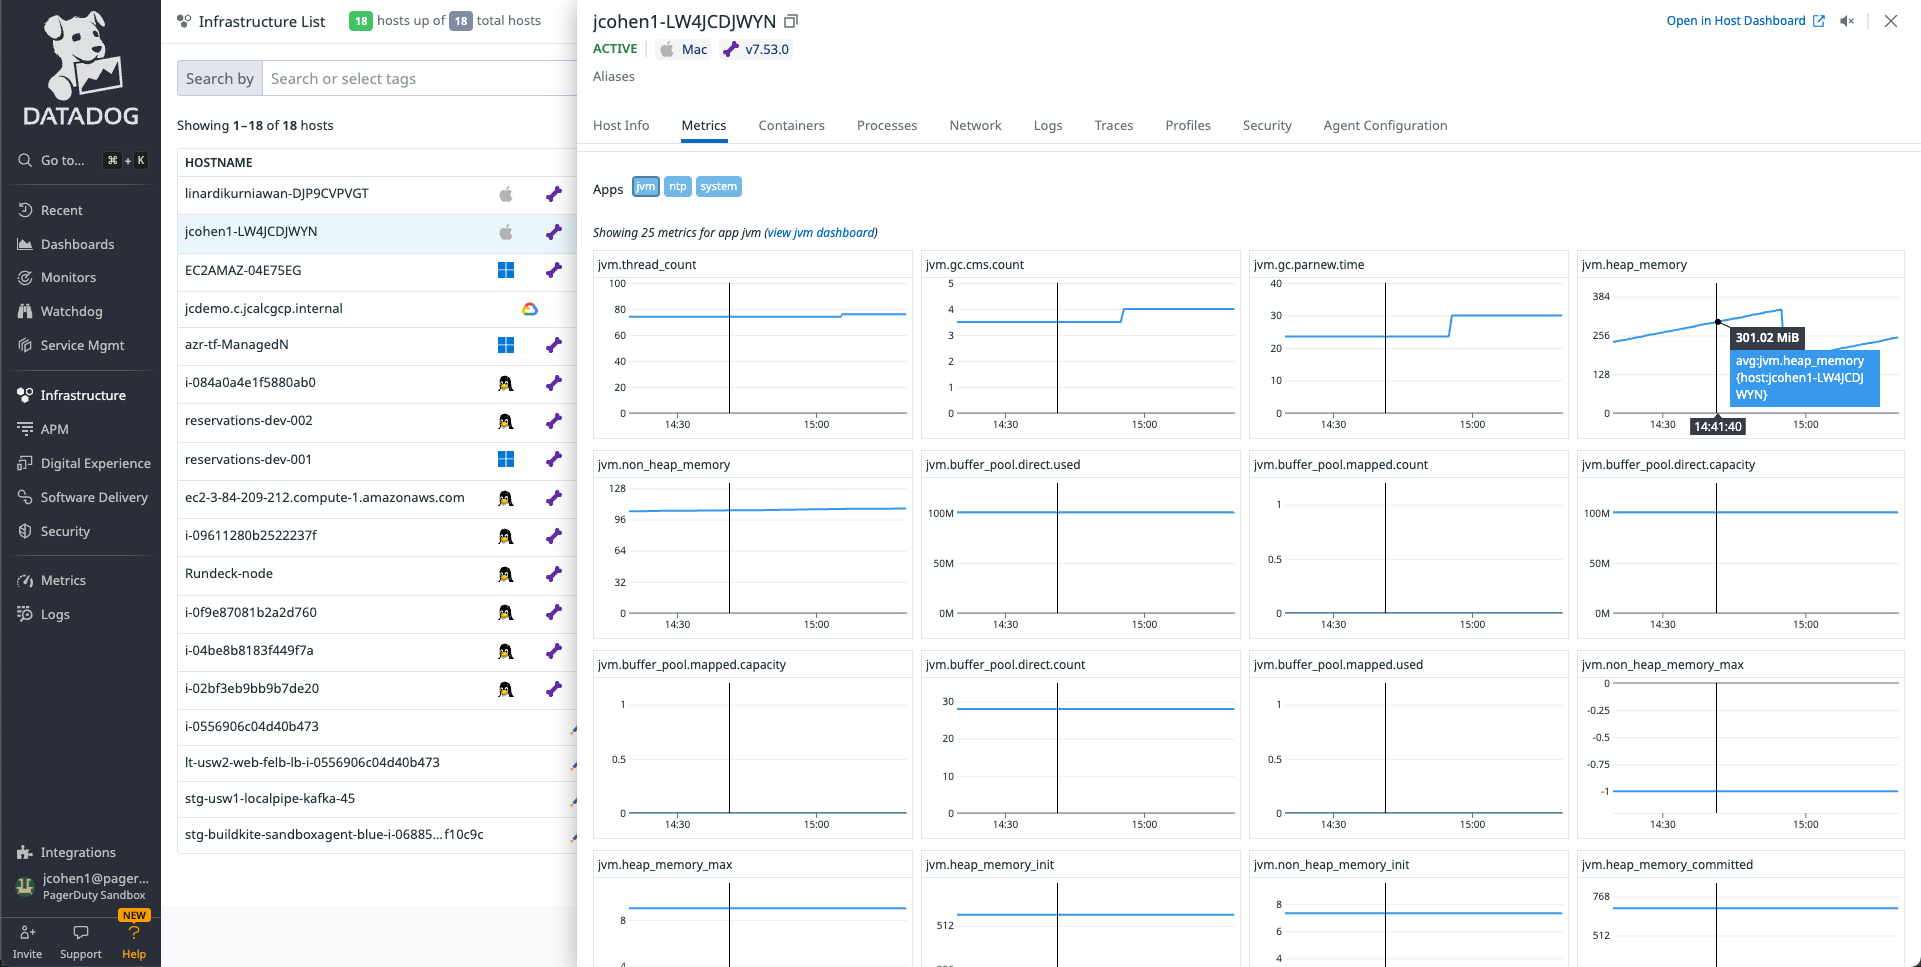 DATADOG
Go to... ⌘ + K
Recent
Dashboards
Monitors
Watchdog
Service Mgmt
Infrastructure
APM
Digital Experience
Software Delivery
Security
Metrics
Logs
Integrations
jcohen1@pager...
PagerDuty Sandbox
NEW
Invite Support Help
Infrastructure List 18 hosts up of 18 total hosts
Search by Search or select tags
Showing 1–18 of 18 hosts
HOSTNAME
linardikurniawan-DJP9CVPVGT
jcohen1-LW4JCDJWYN
EC2AMAZ-04E75EG
jcdemo.c.jcalcgcp.internal
azr-tf-ManagedN
i-084a0a4e1f5880ab0
reservations-dev-002
reservations-dev-001
ec2-3-84-209-212.compute-1.amazonaws.com
i-09611280b2522237f
Rundeck-node
i-0f9e87081b2a2d760
i-04be8b8183f449f7a
i-02bf3eb9bb9b7de20
i-0556906c04d40b473
lt-usw2-web-felb-lb-i-0556906c04d40b473
stg-usw1-localpipe-kafka-45
stg-buildkite-sandboxagent-blue-i-06885...f10c9c
jcohen1-LW4JCDJWYN
Open in Host Dashboard
ACTIVE Mac v7.53.0
Aliases
Host Info Metrics Containers Processes Network Logs Traces Profiles Security Agent Configuration
Apps jvm ntp system
Showing 25 metrics for app jvm (view jvm dashboard)
jvm.thread_count
100
80
60
40
20
0
14:30 15:00
jvm.gc.cms.count
5
4
3
2
1
0
14:30 15:00
jvm.gc.parnew.time
40
30
20
10
0
14:30 15:00
jvm.heap_memory
384
256
128
0
301.02 MiB
avg:jvm.heap_memory
{host:jcohen1-LW4JCDJ
WYN}
14:30 14:41:40 15:00
jvm.non_heap_memory
128
96
64
32
0
14:30 15:00
jvm.buffer_pool.direct.used
100M
50M
0M
14:30 15:00
jvm.buffer_pool.mapped.count
1
0.5
0
14:30 15:00
jvm.buffer_pool.direct.capacity
100M
50M
0M
14:30 15:00
jvm.buffer_pool.mapped.capacity
1
0.5
0
14:30 15:00
jvm.buffer_pool.direct.count
30
20
10
0
14:30 15:00
jvm.buffer_pool.mapped.used
1
0.5
0
14:30 15:00
jvm.non_heap_memory_max
0
-0.25
-0.5
-0.75
-1
14:30 15:00
jvm.heap_memory_max
8
4
jvm.heap_memory_init
512
jvm.non_heap_memory_init
8
6
4
jvm.heap_memory_committed
768
512